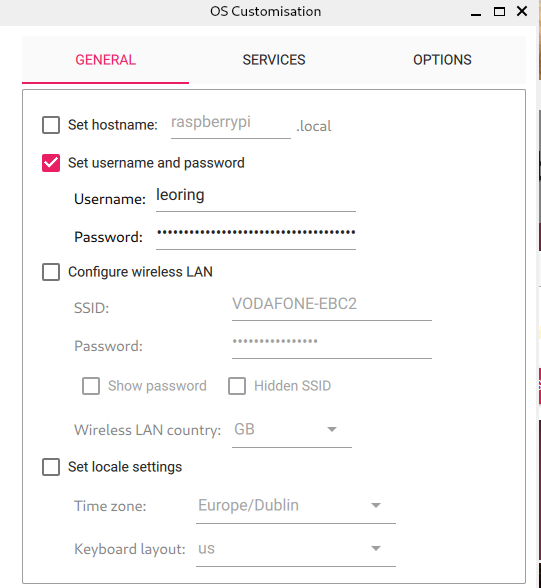 OS Customisation
GENERAL SERVICES OPTIONS
Set hostname: raspberrypi .local
Set username and password
Username: leoring
Password: ••••••••••••••••••••••••••••••••••••
Configure wireless LAN
SSID: VODAFONE-EBC2
Password: ••••••••••••••••
Show password Hidden SSID
Wireless LAN country: GB
Set locale settings
Time zone: Europe/Dublin
Keyboard layout: us